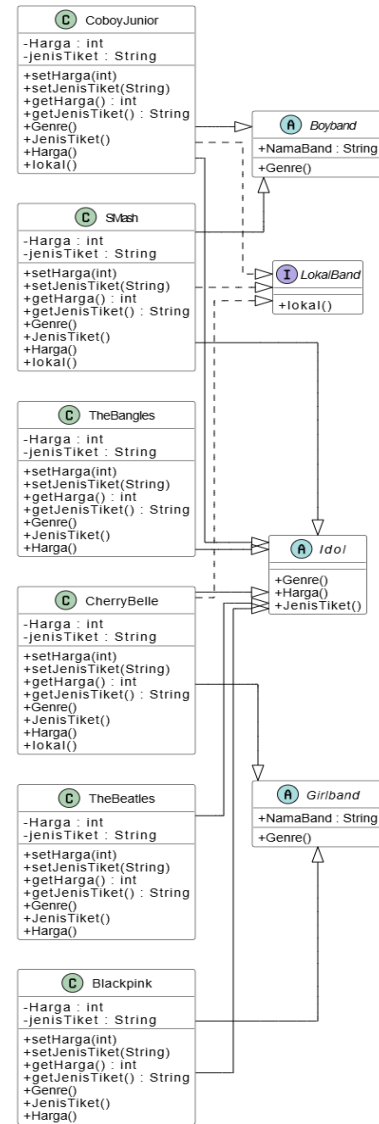 C CoboyJunior
-Harga : int
-jenisTiket : String
+setHarga(int)
+setJenisTiket(String)
+getHarga() : int
+getJenisTiket() : String
+Genre()
+JenisTiket()
+Harga()
+lokal()
A Boyband
+NamaBand : String
+Genre()
C SMash
-Harga : int
-jenisTiket : String
+setHarga(int)
+setJenisTiket(String)
+getHarga() : int
+getJenisTiket() : String
+Genre()
+JenisTiket()
+Harga()
+lokal()
I LokalBand
+lokal()
C TheBangles
-Harga : int
-jenisTiket : String
+setHarga(int)
+setJenisTiket(String)
+getHarga() : int
+getJenisTiket() : String
+Genre()
+JenisTiket()
+Harga()
A Idol
+Genre()
+Harga()
+JenisTiket()
C CherryBelle
-Harga : int
-jenisTiket : String
+setHarga(int)
+setJenisTiket(String)
+getHarga() : int
+getJenisTiket() : String
+Genre()
+JenisTiket()
+Harga()
+lokal()
A Girlband
+NamaBand : String
+Genre()
C TheBeatles
-Harga : int
-jenisTiket : String
+setHarga(int)
+setJenisTiket(String)
+getHarga() : int
+getJenisTiket() : String
+Genre()
+JenisTiket()
+Harga()
C Blackpink
-Harga : int
-jenisTiket : String
+setHarga(int)
+setJenisTiket(String)
+getHarga() : int
+getJenisTiket() : String
+Genre()
+JenisTiket()
+Harga()